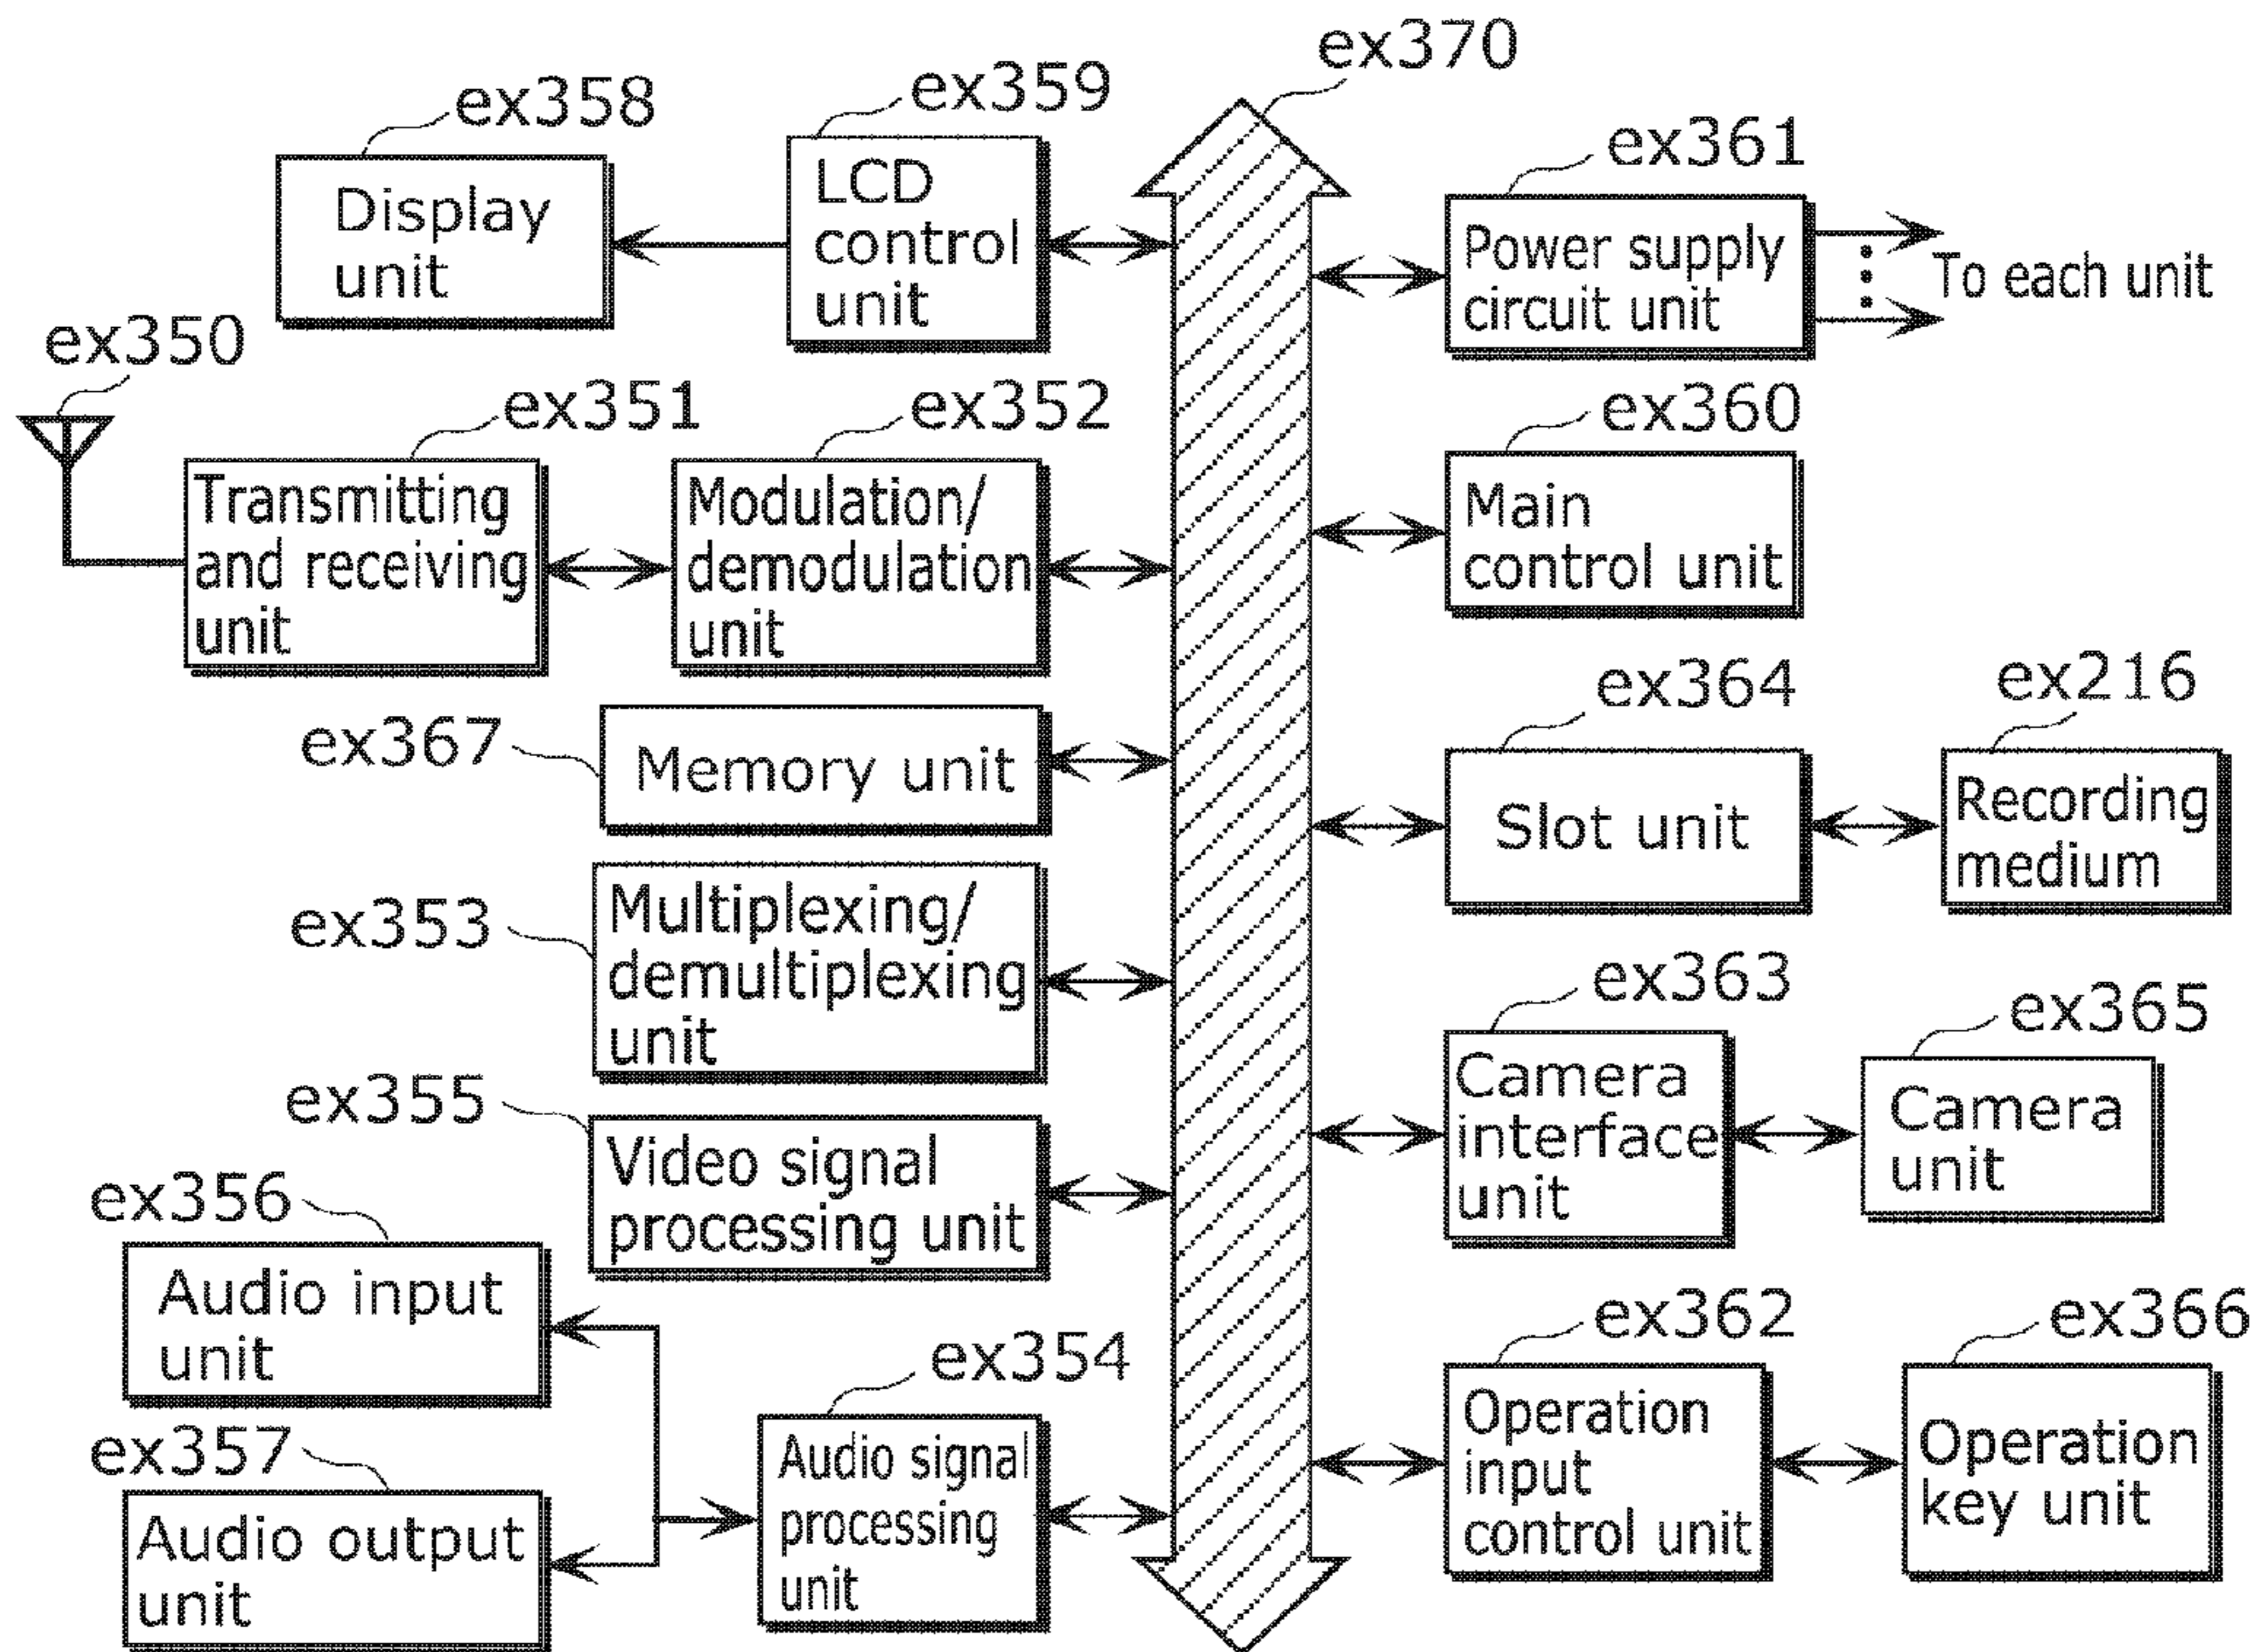 ex370
ex358
ex359
ex361
Display
unit
LCD
control
unit
Power supply
circuit unit
To each unit
ex350
ex351
ex352
ex360
Transmitting
and receiving
unit
Modulation/
demodulation
unit
Main
control unit
ex367
Memory unit
ex364
ex216
Slot unit
Recording
medium
ex353
Multiplexing/
demultiplexing
unit
ex363
ex365
Camera
interface
unit
Camera
unit
ex355
Video signal
processing unit
ex356
Audio input
unit
ex357
Audio output
unit
ex354
Audio signal
processing
unit
ex362
ex366
Operation
input
control unit
Operation
key unit